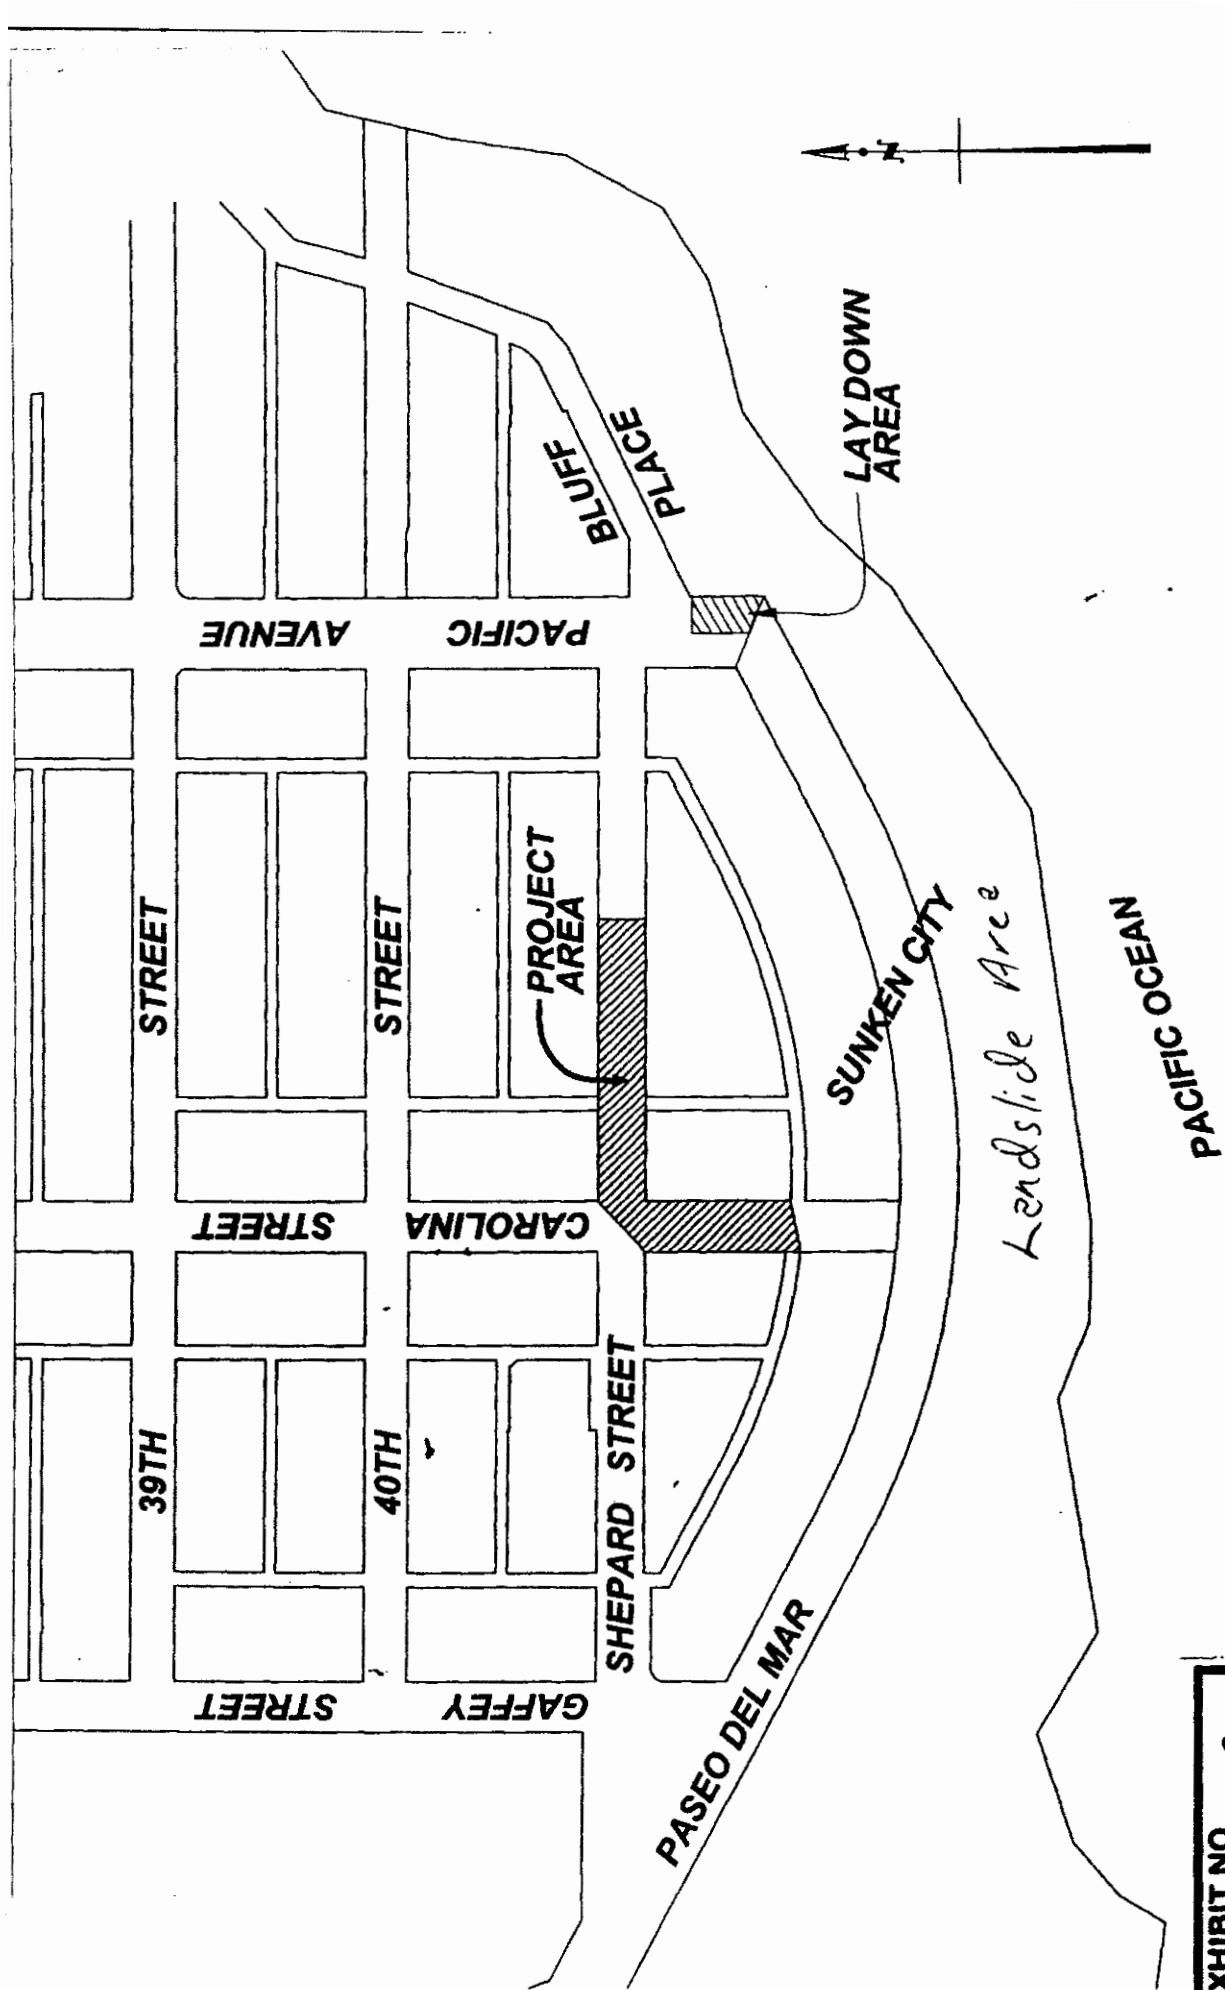 N
39TH STREET
40TH STREET
SHEPARD STREET
GAFFEY STREET
CAROLINA STREET
PACIFIC AVENUE
BLUFF
PLACE
PROJECT
AREA
LAY DOWN
AREA
PASEO DEL MAR
SUNKEN CITY
Landslide Area
PACIFIC OCEAN
XHIBIT NO